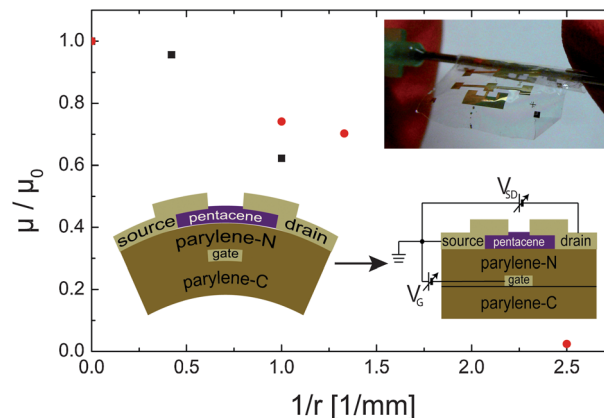 μ / μ0
1.0
0.8
0.6
0.4
0.2
0.0
source
pentacene
drain
parylene-N
gate
parylene-C
VSD
source
pentacene
drain
parylene-N
VG
gate
parylene-C
0.0 0.5 1.0 1.5 2.0 2.5
1/r [1/mm]